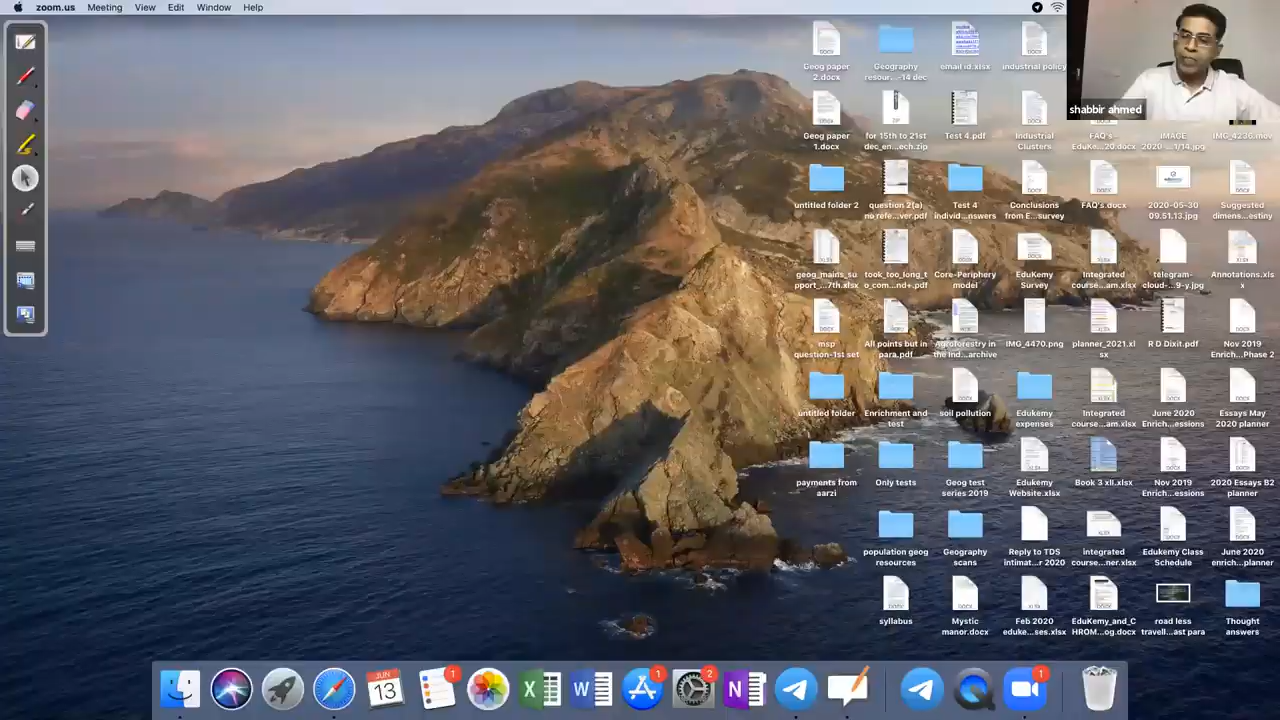 zoom.us Meeting View Edit Window Help
shabbir ahmed
Geog paper
2.docx
Geography
resour...-14 dec
email id.xlsx
industrial policy
Geog paper
1.docx
for 15th to 21st
dec_en...ech.zip
Test 4.pdf
Industrial
Clusters
FAQ's -
EduKe...20.docx
IMAGE
2020-...1/14.jpg
IMG_4236.mov
untitled folder 2
question 2(a)
no refe...ver.pdf
Test 4
individ...nswers
Conclusions
from E...survey
FAQ's.docx
2020-05-30
09.51.13.jpg
Suggested
dimens...estiny
geog_mains_su
pport_...7th.xlsx
took_too_long_t
o_com...nd+.pdf
Core-Periphery
model
EduKemy
Survey
Integrated
course...am.xlsx
telegram-
cloud-...9-y.jpg
Annotations.xls
x
msp
question-1st set
All points but in
para.pdf
Agroforestry in
the Ind...archive
IMG_4470.png
planner_2021.xl
sx
R D Dixit.pdf
Nov 2019
Enrich...Phase 2
untitled folder
Enrichment and
test
soil pollution
Edukemy
expenses
Integrated
course...am.xlsx
June 2020
Enrich...essions
Essays May
2020 planner
payments from
aarzi
Only tests
Geog test
series 2019
Edukemy
Website.xlsx
Book 3 xll.xlsx
Nov 2019
Enrich...essions
2020 Essays B2
planner
population geog
resources
Geography
scans
Reply to TDS
intimat...r 2020
integrated
course...ner.xlsx
Edukemy Class
Schedule
June 2020
enrich...planner
syllabus
Mystic
manor.docx
Feb 2020
eduke...ses.xlsx
EduKemy_and_C
HROM...og.docx
road less
travell...ast para
Thought
answers
JUN
13
1
1
2
1